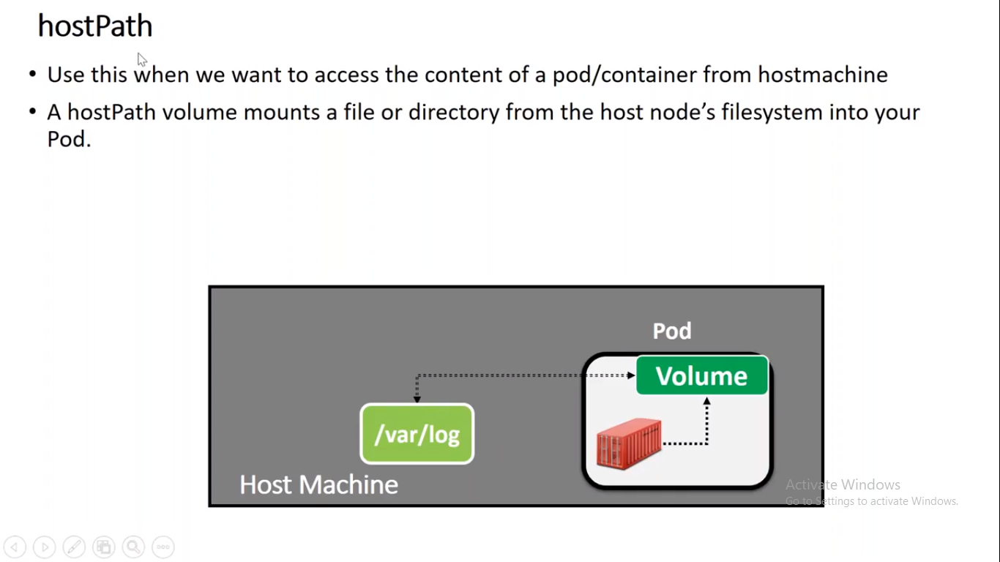 hostPath
• Use this when we want to access the content of a pod/container from hostmachine
• A hostPath volume mounts a file or directory from the host node’s filesystem into your
Pod.
Pod
Volume
/var/log
Host Machine
Activate Windows
Go to Settings to activate Windows.